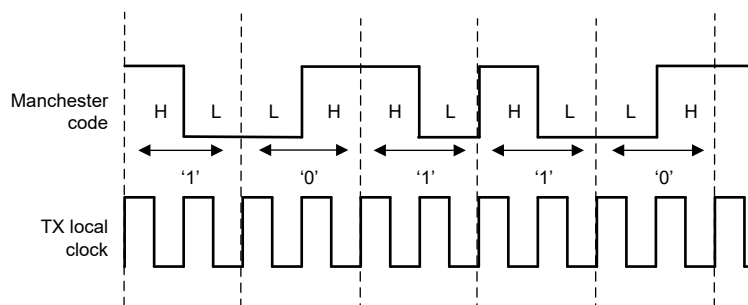 Manchester
code
H L L H H L H L L H
‘1’ ‘0’ ‘1’ ‘1’ ‘0’
TX local
clock